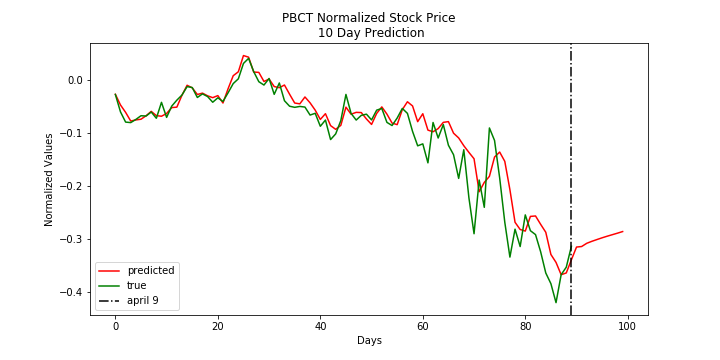 PBCT Normalized Stock Price
10 Day Prediction
Normalized Values
0.0
−0.1
−0.2
−0.3
−0.4
predicted
true
april 9
0
20
40
60
80
100
Days